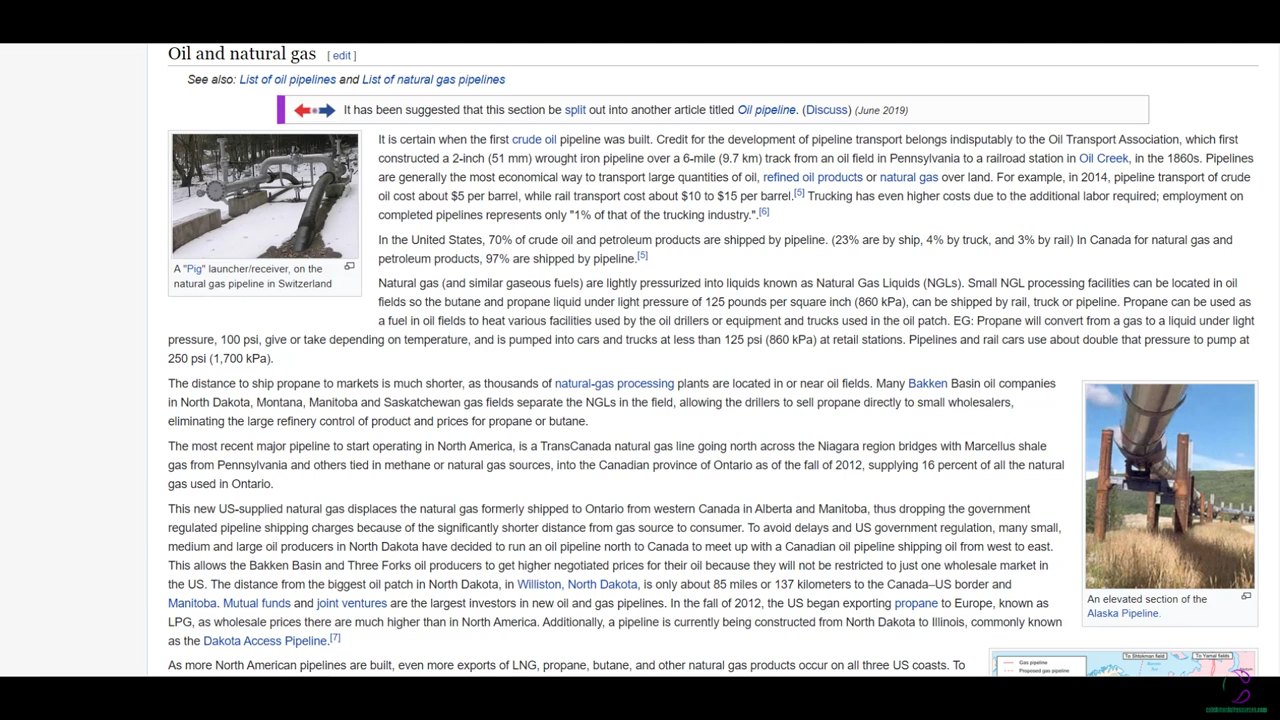 Oil and natural gas [ edit ]
See also: List of oil pipelines and List of natural gas pipelines
It has been suggested that this section be split out into another article titled Oil pipeline. (Discuss) (June 2019)
A "Pig" launcher/receiver, on the
natural gas pipeline in Switzerland
It is certain when the first crude oil pipeline was built. Credit for the development of pipeline transport belongs indisputably to the Oil Transport Association, which first
constructed a 2-inch (51 mm) wrought iron pipeline over a 6-mile (9.7 km) track from an oil field in Pennsylvania to a railroad station in Oil Creek, in the 1860s. Pipelines
are generally the most economical way to transport large quantities of oil, refined oil products or natural gas over land. For example, in 2014, pipeline transport of crude
oil cost about $5 per barrel, while rail transport cost about $10 to $15 per barrel.[5] Trucking has even higher costs due to the additional labor required; employment on
completed pipelines represents only "1% of that of the trucking industry.".[6]
In the United States, 70% of crude oil and petroleum products are shipped by pipeline. (23% are by ship, 4% by truck, and 3% by rail) In Canada for natural gas and
petroleum products, 97% are shipped by pipeline.[5]
Natural gas (and similar gaseous fuels) are lightly pressurized into liquids known as Natural Gas Liquids (NGLs). Small NGL processing facilities can be located in oil
fields so the butane and propane liquid under light pressure of 125 pounds per square inch (860 kPa), can be shipped by rail, truck or pipeline. Propane can be used as
a fuel in oil fields to heat various facilities used by the oil drillers or equipment and trucks used in the oil patch. EG: Propane will convert from a gas to a liquid under light
pressure, 100 psi, give or take depending on temperature, and is pumped into cars and trucks at less than 125 psi (860 kPa) at retail stations. Pipelines and rail cars use about double that pressure to pump at
250 psi (1,700 kPa).
The distance to ship propane to markets is much shorter, as thousands of natural-gas processing plants are located in or near oil fields. Many Bakken Basin oil companies
in North Dakota, Montana, Manitoba and Saskatchewan gas fields separate the NGLs in the field, allowing the drillers to sell propane directly to small wholesalers,
eliminating the large refinery control of product and prices for propane or butane.
The most recent major pipeline to start operating in North America, is a TransCanada natural gas line going north across the Niagara region bridges with Marcellus shale
gas from Pennsylvania and others tied in methane or natural gas sources, into the Canadian province of Ontario as of the fall of 2012, supplying 16 percent of all the natural
gas used in Ontario.
This new US-supplied natural gas displaces the natural gas formerly shipped to Ontario from western Canada in Alberta and Manitoba, thus dropping the government
regulated pipeline shipping charges because of the significantly shorter distance from gas source to consumer. To avoid delays and US government regulation, many small,
medium and large oil producers in North Dakota have decided to run an oil pipeline north to Canada to meet up with a Canadian oil pipeline shipping oil from west to east.
This allows the Bakken Basin and Three Forks oil producers to get higher negotiated prices for their oil because they will not be restricted to just one wholesale market in
the US. The distance from the biggest oil patch in North Dakota, in Williston, North Dakota, is only about 85 miles or 137 kilometers to the Canada–US border and
Manitoba. Mutual funds and joint ventures are the largest investors in new oil and gas pipelines. In the fall of 2012, the US began exporting propane to Europe, known as
LPG, as wholesale prices there are much higher than in North America. Additionally, a pipeline is currently being constructed from North Dakota to Illinois, commonly known
as the Dakota Access Pipeline.[7]
An elevated section of the
Alaska Pipeline.
As more North American pipelines are built, even more exports of LNG, propane, butane, and other natural gas products occur on all three US coasts. To
Gas pipeline
Proposed gas pipeline
To Shtokman field
To Yamal fields